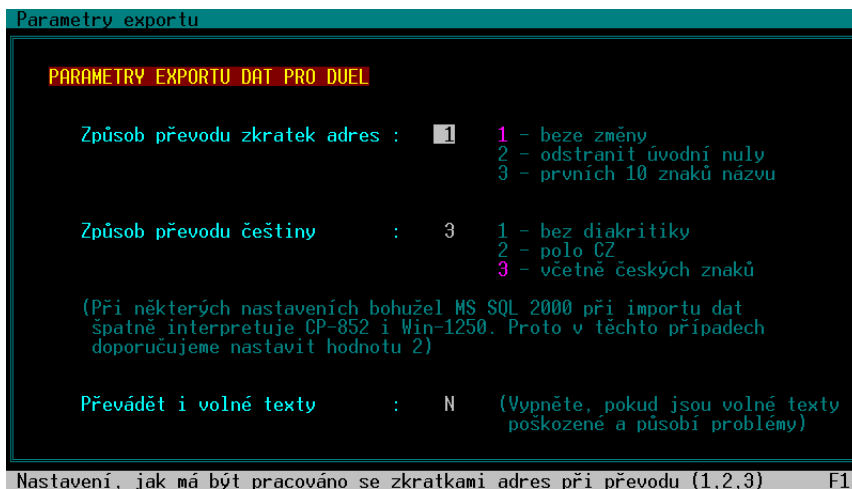 Parametry exportu
PARAMETRY EXPORTU DAT PRO DUEL
Způsob převodu zkratek adres : 1 1 - beze změny
2 - odstranit úvodní nuly
3 - prvních 10 znaků názvu
Způsob převodu češtiny : 3 1 - bez diakritiky
2 - polo CZ
3 - včetně českých znaků
(Při některých nastaveních bohužel MS SQL 2000 při importu dat
špatně interpretuje CP-852 i Win-1250. Proto v těchto případech
doporučujeme nastavit hodnotu 2)
Převádět i volné texty : N (Vypněte, pokud jsou volné texty
poškozené a působí problémy)
Nastavení, jak má být pracováno se zkratkami adres při převodu (1,2,3) F1